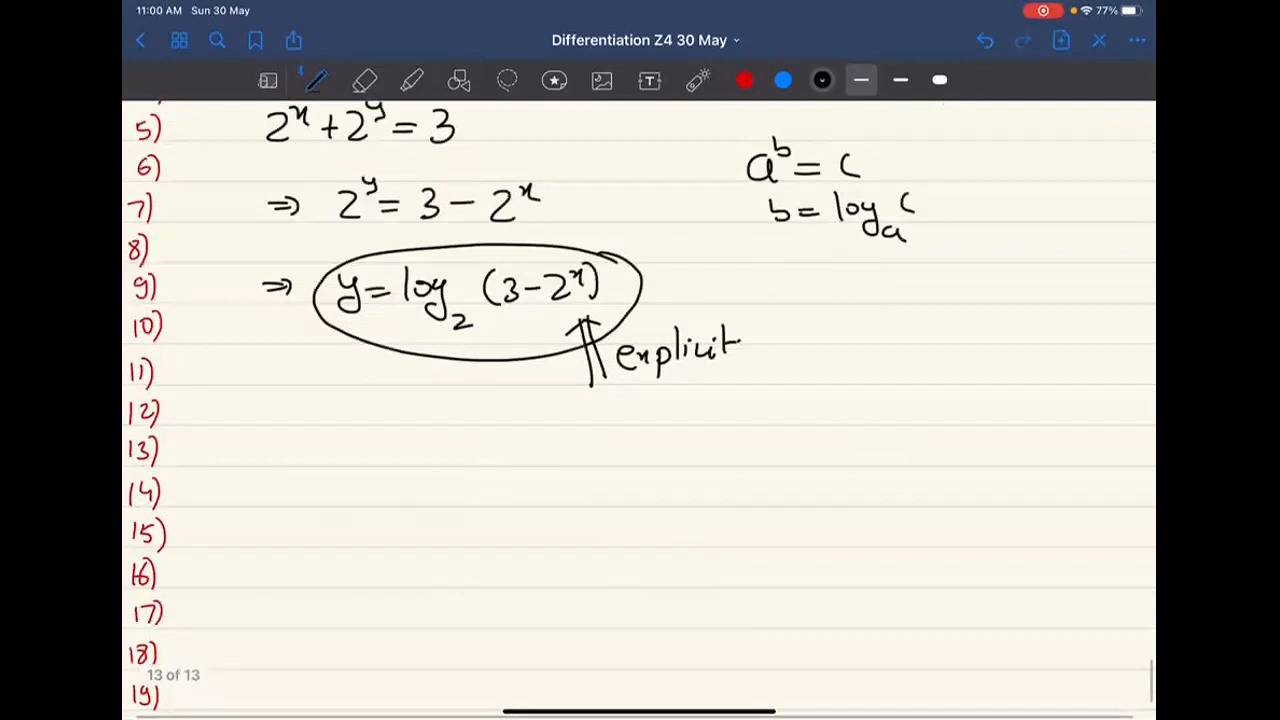 11:00 AM Sun 30 May
77%
Differentiation Z4 30 May
5) 2^x + 2^y = 3
6) a^b = c
7) ⇒ 2^y = 3 − 2^x
b = log_a c
8)
9) ⇒ y = log_2 (3 − 2^x)
10)
explicit
11)
12)
13)
14)
15)
16)
17)
18)
13 of 13
19)